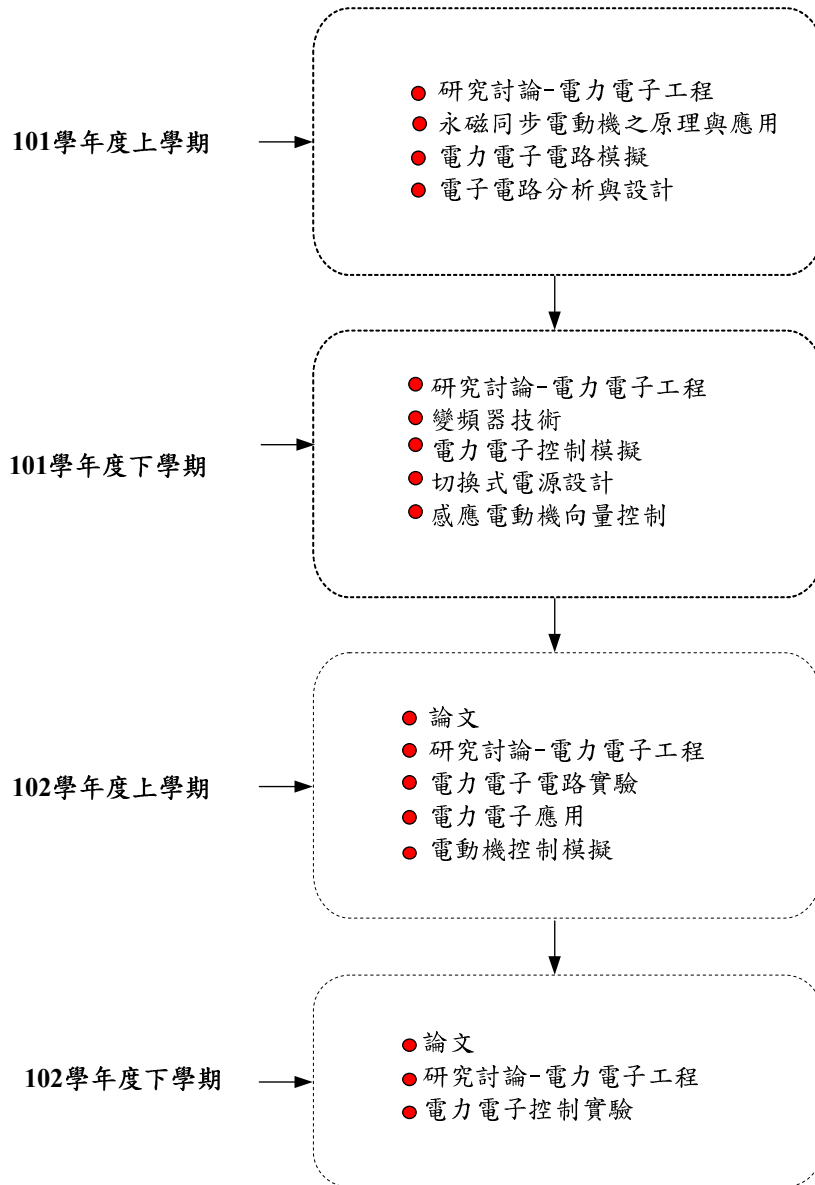 101學年度上學期
研究討論-電力電子工程
永磁同步電動機之原理與應用
電力電子電路模擬
電子電路分析與設計
101學年度下學期
研究討論-電力電子工程
變頻器技術
電力電子控制模擬
切換式電源設計
感應電動機向量控制
102學年度上學期
論文
研究討論-電力電子工程
電力電子電路實驗
電力電子應用
電動機控制模擬
102學年度下學期
論文
研究討論-電力電子工程
電力電子控制實驗